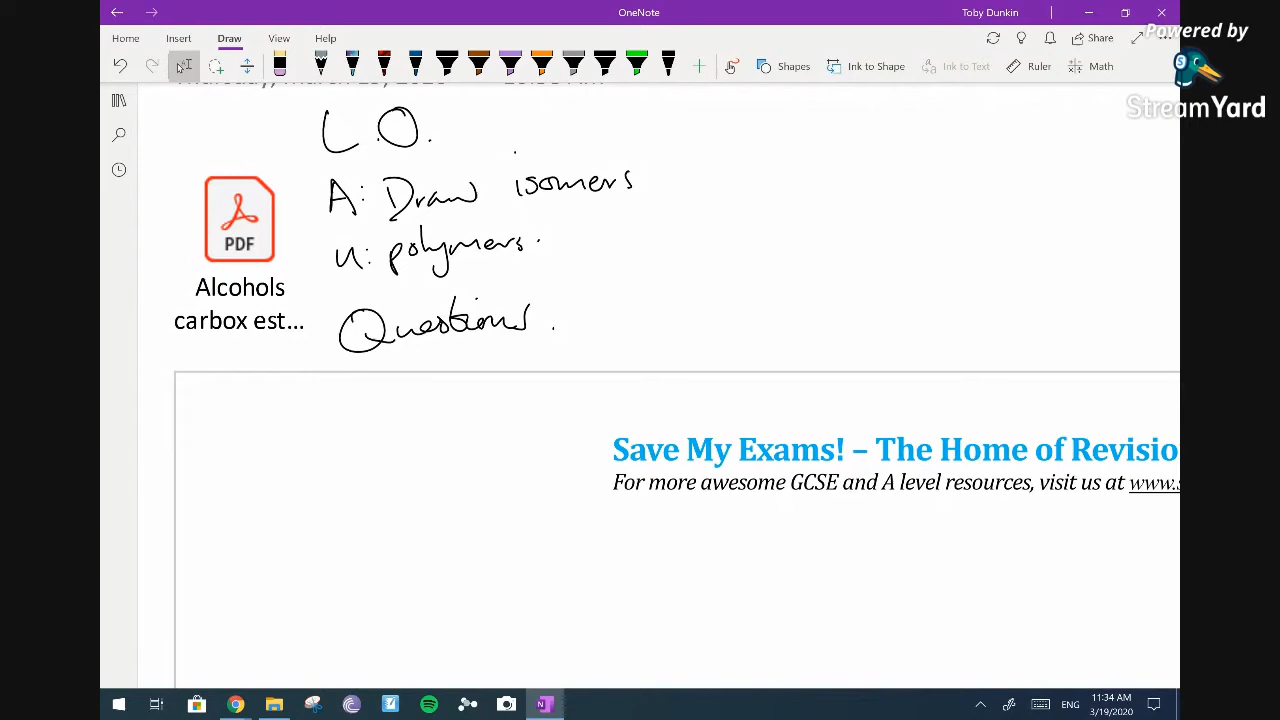 OneNote
Toby Dunkin
Home Insert Draw View Help
Share
Shapes Ink to Shape Ink to Text Ruler Math
Powered by
StreamYard
L.O.
A: Draw isomers
U: polymers.
Questions.
PDF
Alcohols
carbox est...
Save My Exams! – The Home of Revisio
For more awesome GCSE and A level resources, visit us at www.s
ENG
11:34 AM
3/19/2020